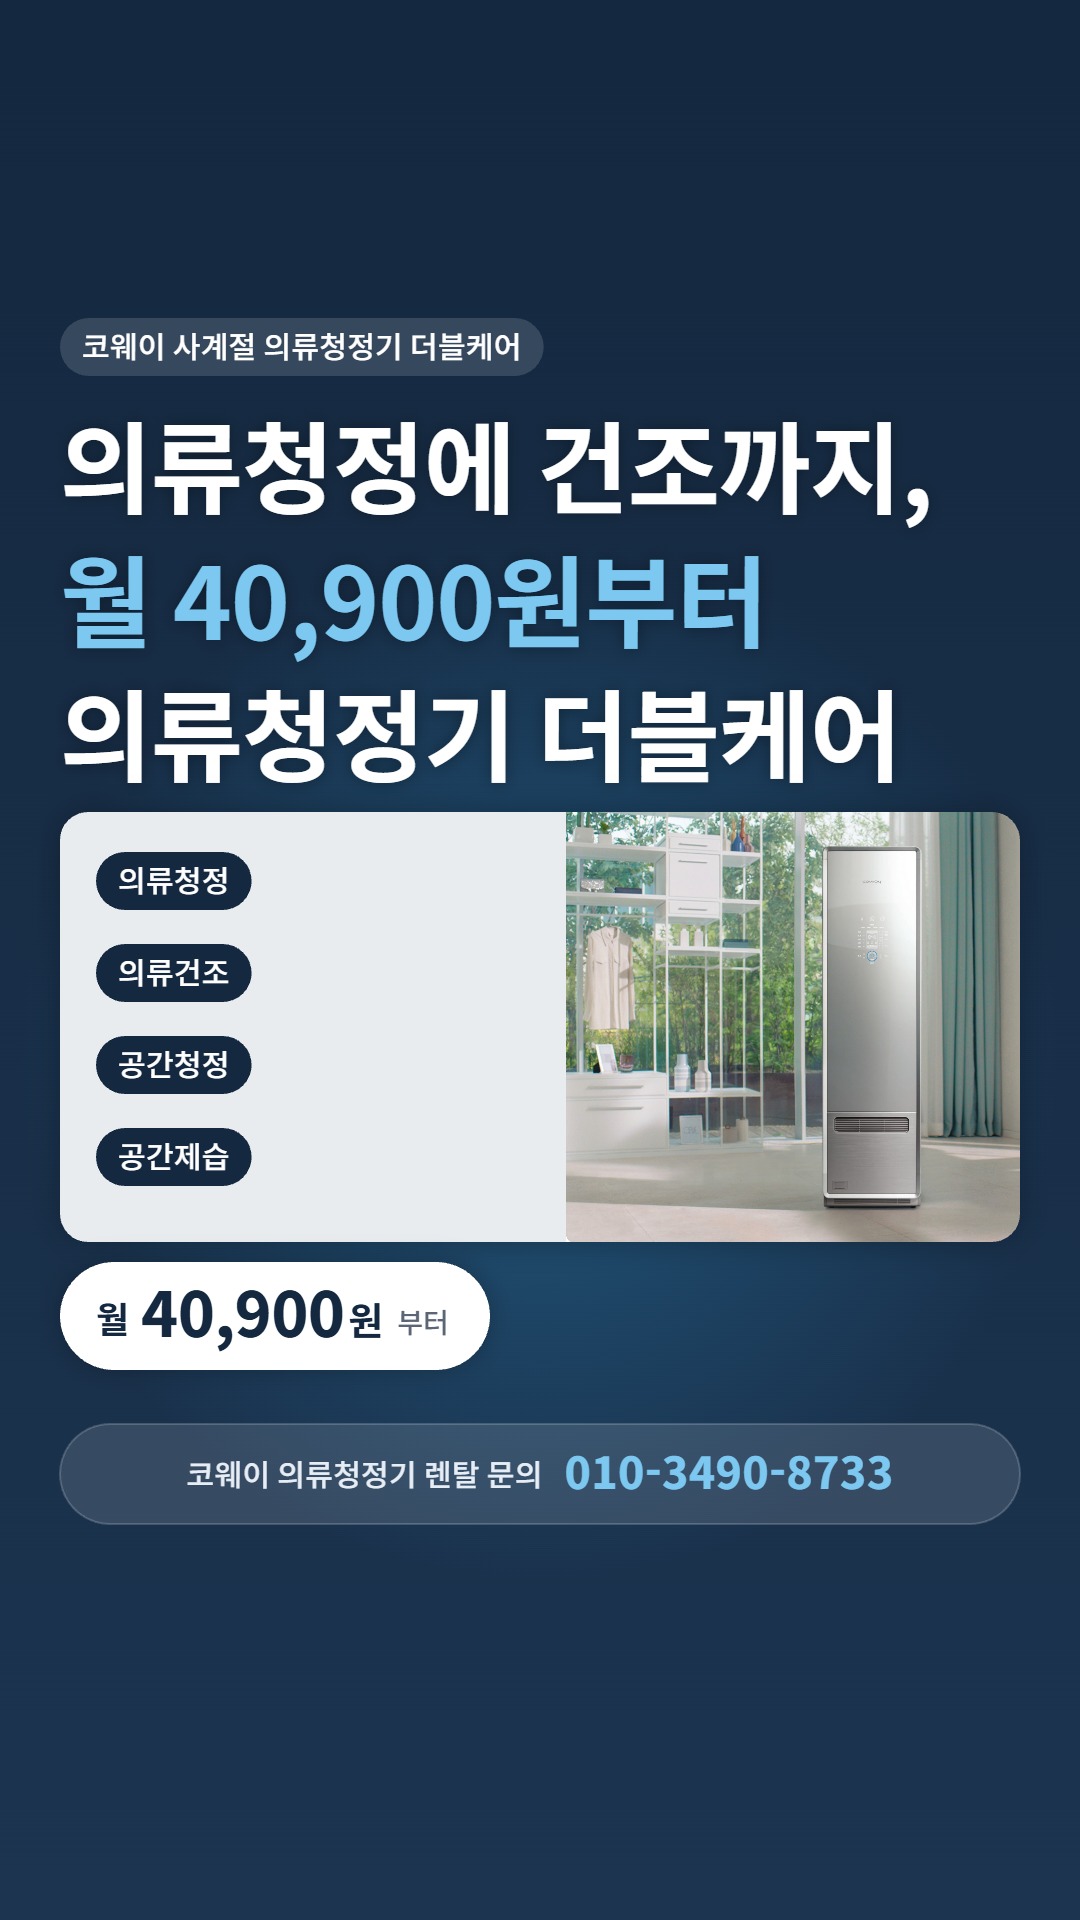 코웨이 사계절 의류청정기 더블케어
의류청정에 건조까지,
월 40,900원부터
의류청정기 더블케어
의류청정
의류건조
공간청정
공간제습
월 40,900원 부터
코웨이 의류청정기 렌탈 문의 010-3490-8733